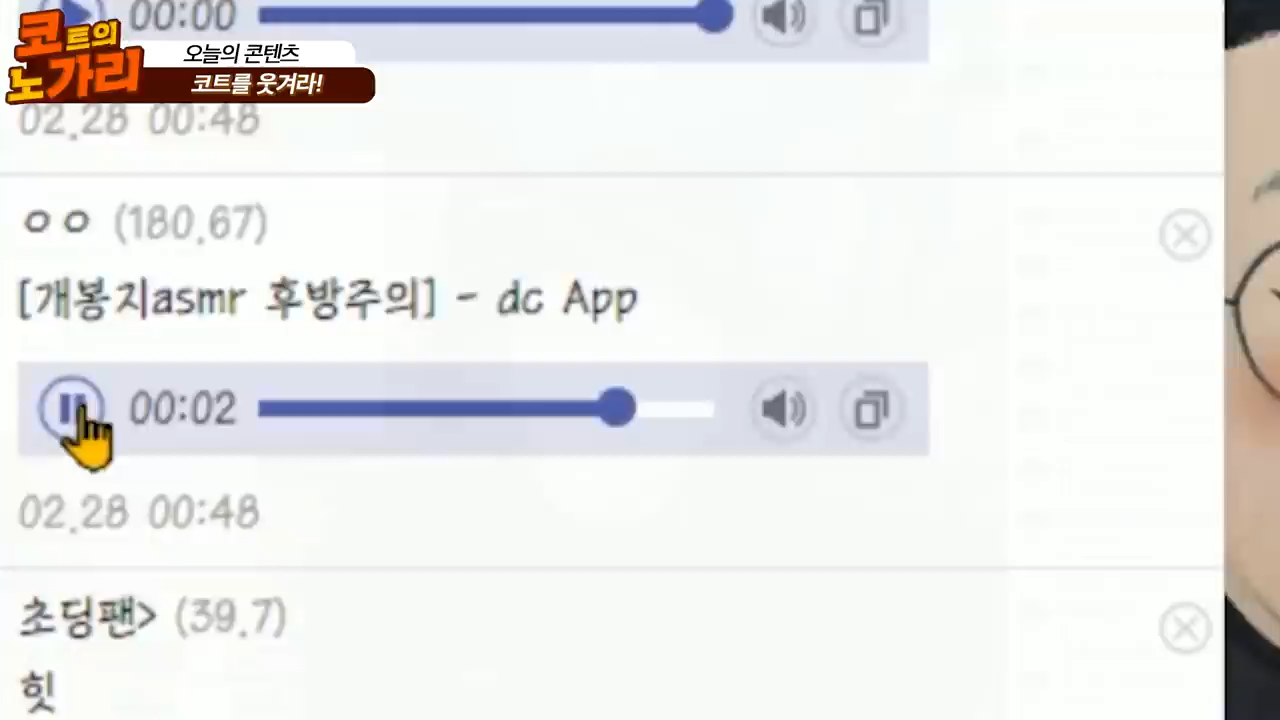 00:00
코트의
노가리
오늘의 콘텐츠
코트를 웃겨라!
02.28 00:48
ㅇㅇ (180.67)
[개봉지asmr 후방주의] - dc App
00:02
02.28 00:48
초딩팬> (39.7)
힛